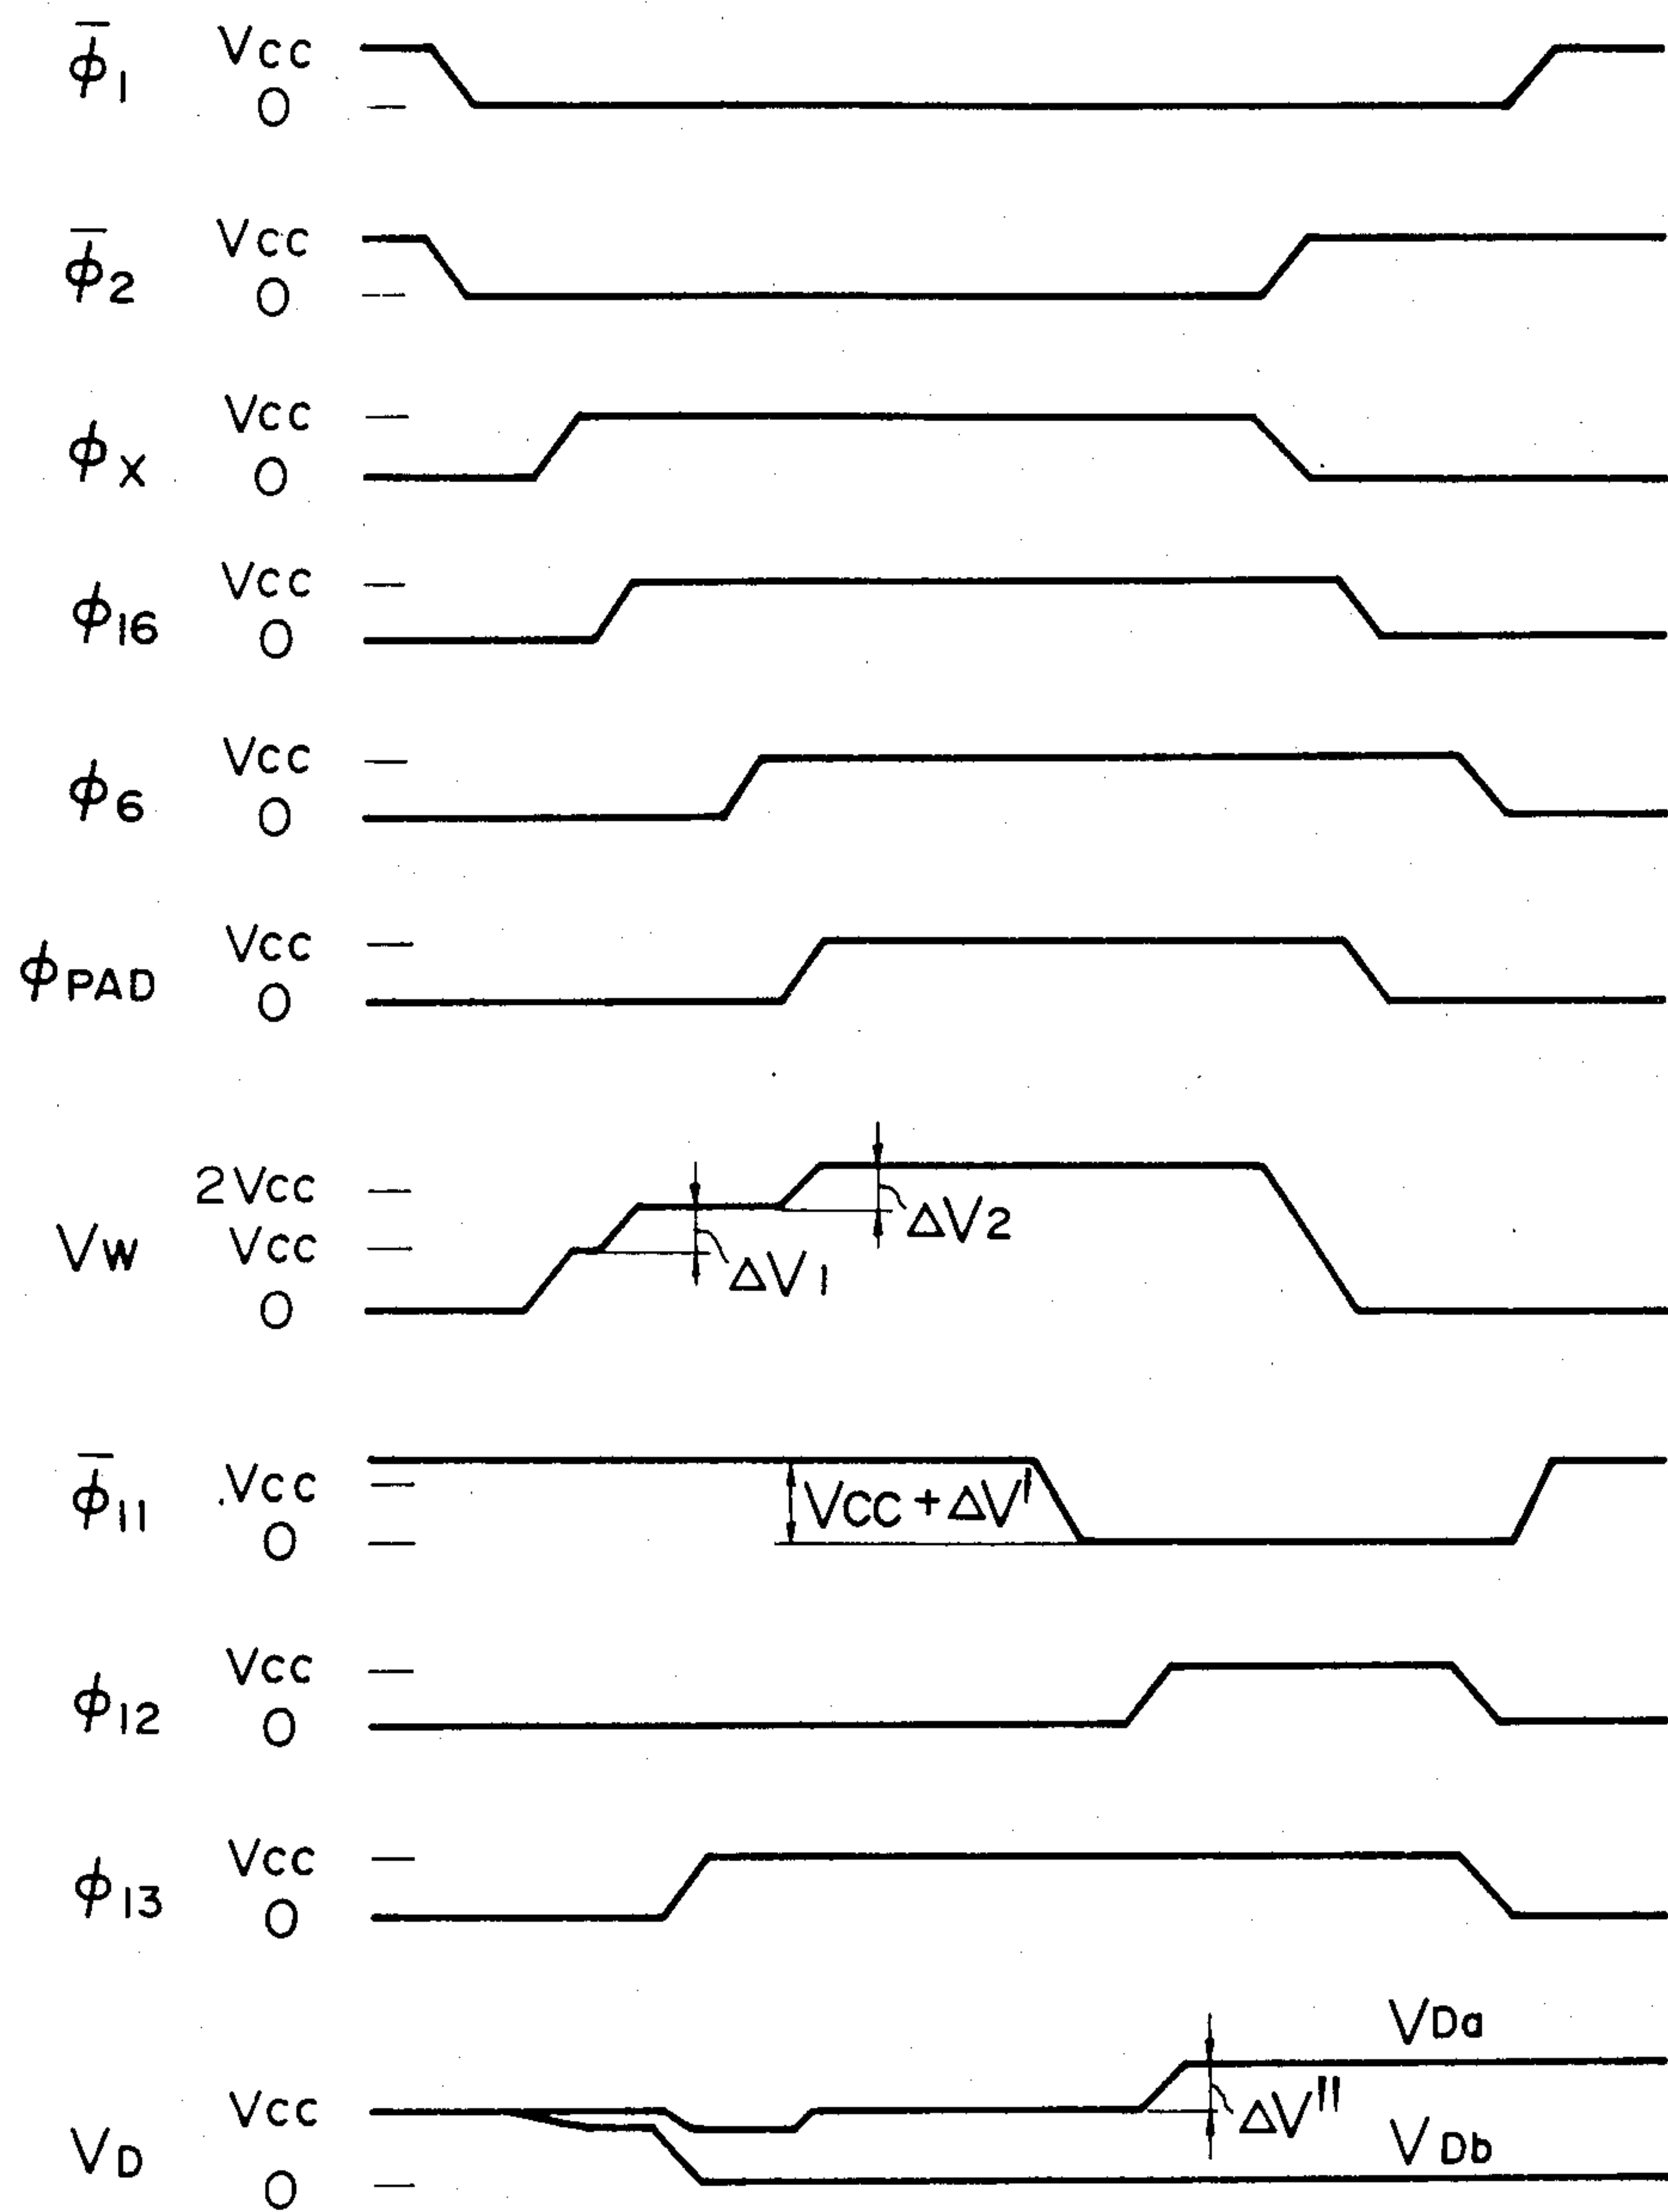 φ̅1 Vcc
0
φ̅2 Vcc
0
φX Vcc
0
φ16 Vcc
0
φ6 Vcc
0
φPAD Vcc
0
2Vcc
VW Vcc
0
ΔV1
ΔV2
φ̅11 Vcc
0
Vcc + ΔV'
φ12 Vcc
0
φ13 Vcc
0
VDa
VD Vcc
0
ΔV"
VDb